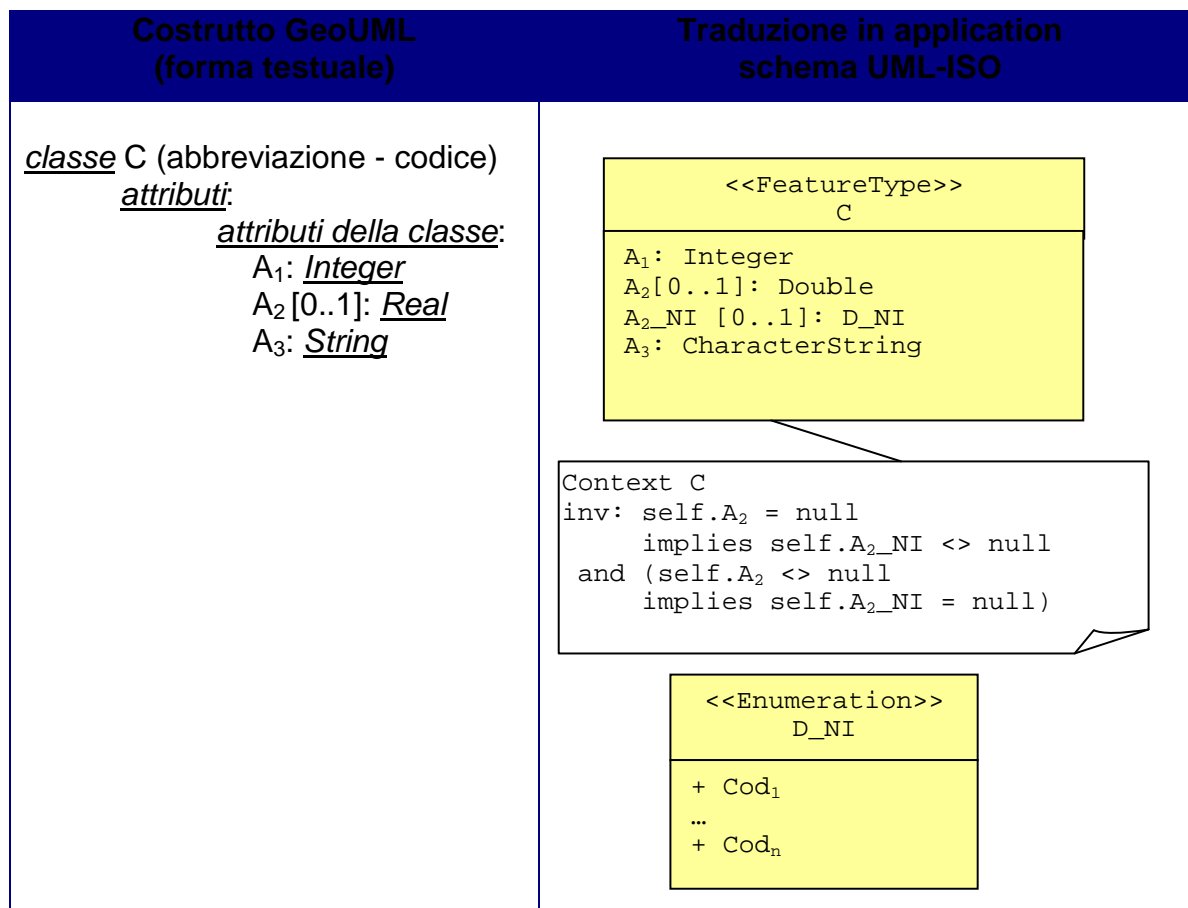 Costrutto GeoUML
(forma testuale)
Traduzione in application
schema UML-ISO
classe C (abbreviazione - codice)
attributi:
attributi della classe:
A₁: Integer
A₂ [0..1]: Real
A₃: String
<<FeatureType>>
C
A₁: Integer
A₂[0..1]: Double
A₂_NI [0..1]: D_NI
A₃: CharacterString
Context C
inv: self.A₂ = null
implies self.A₂_NI <> null
and (self.A₂ <> null
implies self.A₂_NI = null)
<<Enumeration>>
D_NI
+ Cod₁
…
+ Codₙ